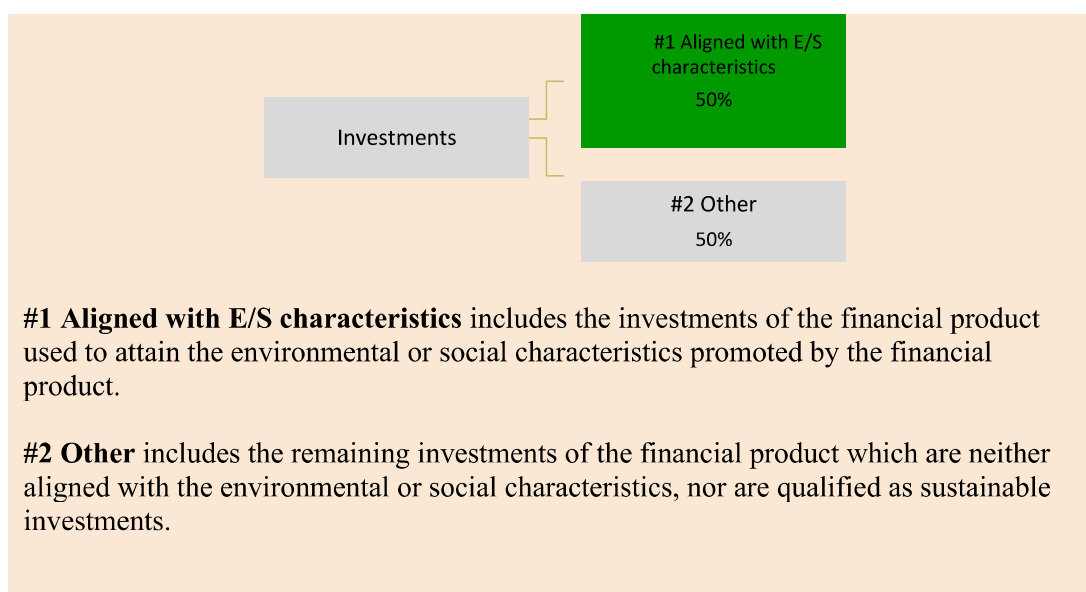 #1 Aligned with E/S
characteristics
50%
Investments
#2 Other
50%
#1 Aligned with E/S characteristics includes the investments of the financial product
used to attain the environmental or social characteristics promoted by the financial
product.
#2 Other includes the remaining investments of the financial product which are neither
aligned with the environmental or social characteristics, nor are qualified as sustainable
investments.